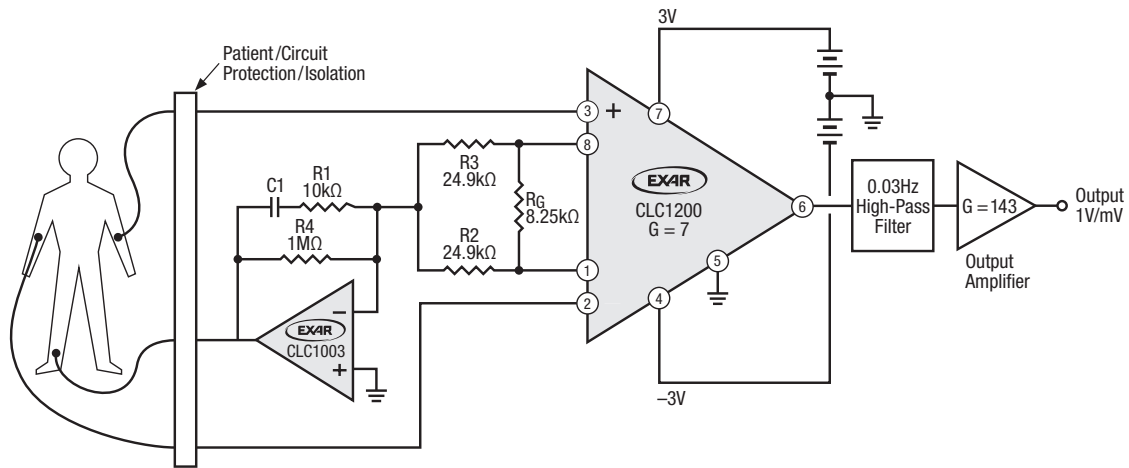 3V
Patient/Circuit
Protection/Isolation
3
+
7
8
R3
24.9kΩ
C1
R1
10kΩ
R4
1MΩ
RG
8.25kΩ
EXAR
CLC1200
G = 7
6
0.03Hz
High-Pass
Filter
G = 143
Output
1V/mV
Output
Amplifier
R2
24.9kΩ
1
2
5
4
–
EXAR
CLC1003
+
–3V